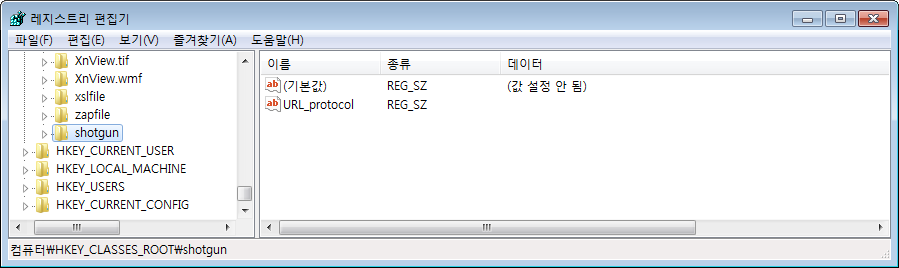 레지스트리 편집기
파일(F) 편집(E) 보기(V) 즐겨찾기(A) 도움말(H)
XnView.tif
XnView.wmf
xslfile
zapfile
shotgun
HKEY_CURRENT_USER
HKEY_LOCAL_MACHINE
HKEY_USERS
HKEY_CURRENT_CONFIG
이름 종류 데이터
ab (기본값) REG_SZ (값 설정 안 됨)
ab URL_protocol REG_SZ
컴퓨터₩HKEY_CLASSES_ROOT₩shotgun